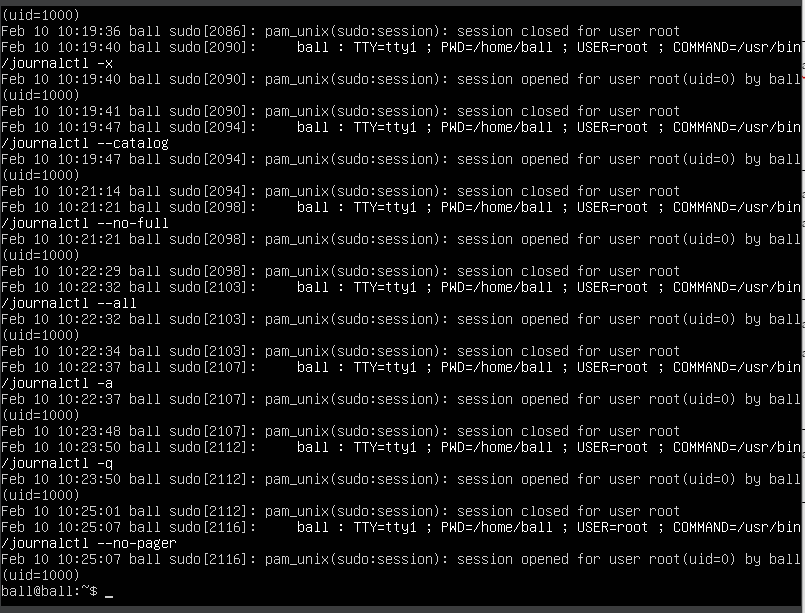 (uid=1000)
Feb 10 10:19:36 ball sudo[2086]: pam_unix(sudo:session): session closed for user root
Feb 10 10:19:40 ball sudo[2090]:     ball : TTY=tty1 ; PWD=/home/ball ; USER=root ; COMMAND=/usr/bin
/journalctl -x
Feb 10 10:19:40 ball sudo[2090]: pam_unix(sudo:session): session opened for user root(uid=0) by ball
(uid=1000)
Feb 10 10:19:41 ball sudo[2090]: pam_unix(sudo:session): session closed for user root
Feb 10 10:19:47 ball sudo[2094]:     ball : TTY=tty1 ; PWD=/home/ball ; USER=root ; COMMAND=/usr/bin
/journalctl --catalog
Feb 10 10:19:47 ball sudo[2094]: pam_unix(sudo:session): session opened for user root(uid=0) by ball
(uid=1000)
Feb 10 10:21:14 ball sudo[2094]: pam_unix(sudo:session): session closed for user root
Feb 10 10:21:21 ball sudo[2098]:     ball : TTY=tty1 ; PWD=/home/ball ; USER=root ; COMMAND=/usr/bin
/journalctl --no-full
Feb 10 10:21:21 ball sudo[2098]: pam_unix(sudo:session): session opened for user root(uid=0) by ball
(uid=1000)
Feb 10 10:22:29 ball sudo[2098]: pam_unix(sudo:session): session closed for user root
Feb 10 10:22:32 ball sudo[2103]:     ball : TTY=tty1 ; PWD=/home/ball ; USER=root ; COMMAND=/usr/bin
/journalctl --all
Feb 10 10:22:32 ball sudo[2103]: pam_unix(sudo:session): session opened for user root(uid=0) by ball
(uid=1000)
Feb 10 10:22:34 ball sudo[2103]: pam_unix(sudo:session): session closed for user root
Feb 10 10:22:37 ball sudo[2107]:     ball : TTY=tty1 ; PWD=/home/ball ; USER=root ; COMMAND=/usr/bin
/journalctl -a
Feb 10 10:22:37 ball sudo[2107]: pam_unix(sudo:session): session opened for user root(uid=0) by ball
(uid=1000)
Feb 10 10:23:48 ball sudo[2107]: pam_unix(sudo:session): session closed for user root
Feb 10 10:23:50 ball sudo[2112]:     ball : TTY=tty1 ; PWD=/home/ball ; USER=root ; COMMAND=/usr/bin
/journalctl -q
Feb 10 10:23:50 ball sudo[2112]: pam_unix(sudo:session): session opened for user root(uid=0) by ball
(uid=1000)
Feb 10 10:25:01 ball sudo[2112]: pam_unix(sudo:session): session closed for user root
Feb 10 10:25:07 ball sudo[2116]:     ball : TTY=tty1 ; PWD=/home/ball ; USER=root ; COMMAND=/usr/bin
/journalctl --no-pager
Feb 10 10:25:07 ball sudo[2116]: pam_unix(sudo:session): session opened for user root(uid=0) by ball
(uid=1000)
ball@ball:~$ _